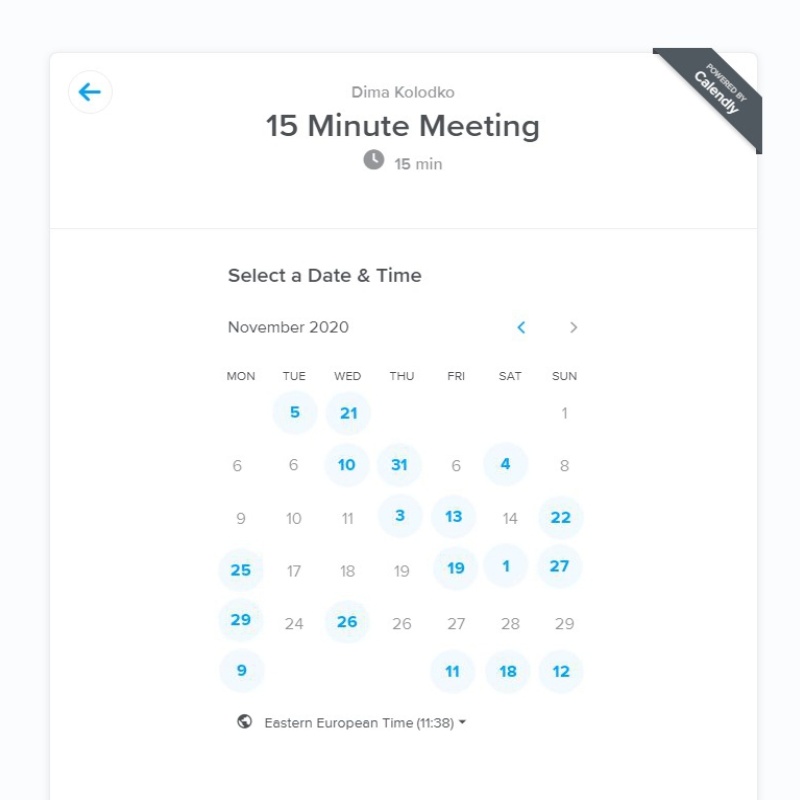 POWERED BY
Calendly
Dima Kolodko
15 Minute Meeting
15 min
Select a Date & Time
November 2020
MON TUE WED THU FRI SAT SUN
5 21 1
6 6 10 31 6 4 8
9 10 11 3 13 14 22
25 17 18 19 19 1 27
29 24 26 26 27 28 29
9 11 18 12
Eastern European Time (11:38)